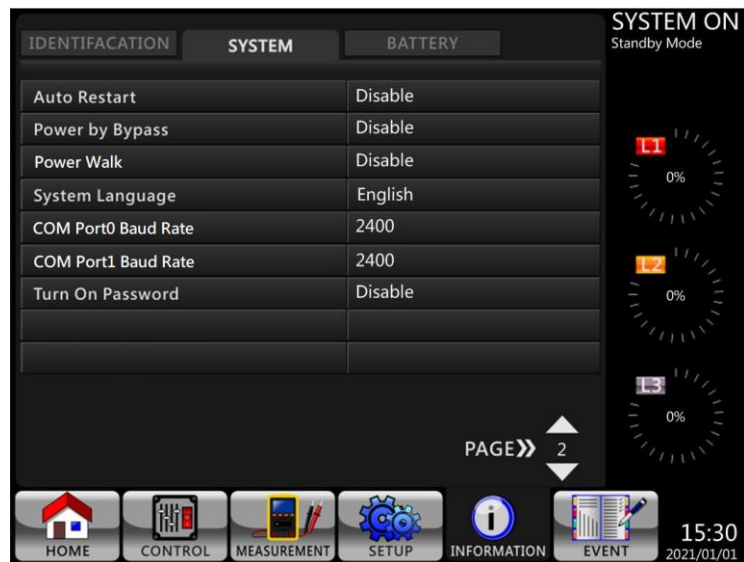 IDENTIFACATION SYSTEM BATTERY
SYSTEM ON
Standby Mode
Auto Restart Disable
Power by Bypass Disable
Power Walk Disable
System Language English
COM Port0 Baud Rate 2400
COM Port1 Baud Rate 2400
Turn On Password Disable
L1
0%
L2
0%
L3
0%
PAGE» 2
HOME CONTROL MEASUREMENT SETUP INFORMATION EVENT
15:30
2021/01/01